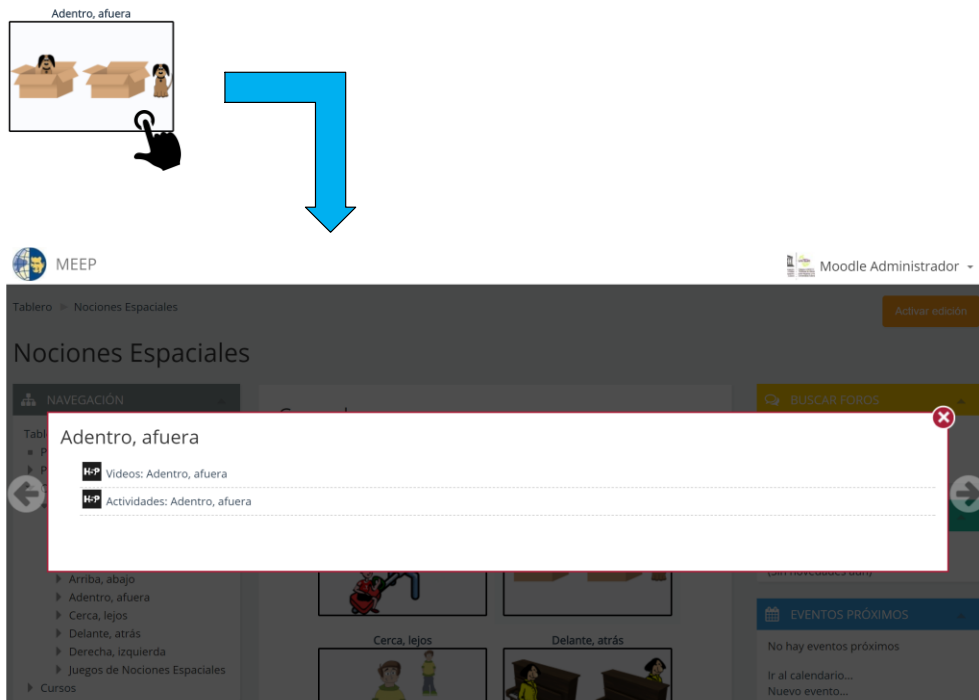 Adentro, afuera
MEEP
Moodle Administrador
Tablero
Nociones Espaciales
Activar edición
Nociones Espaciales
NAVEGACIÓN
BUSCAR FOROS
Adentro, afuera
H-P Videos: Adentro, afuera
H-P Actividades: Adentro, afuera
Arriba, abajo
Adentro, afuera
Cerca, lejos
Delante, atrás
Derecha, izquierda
Juegos de Nociones Espaciales
Cursos
Cerca, lejos
Delante, atrás
EVENTOS PRÓXIMOS
No hay eventos próximos
Ir al calendario...
Nuevo evento...